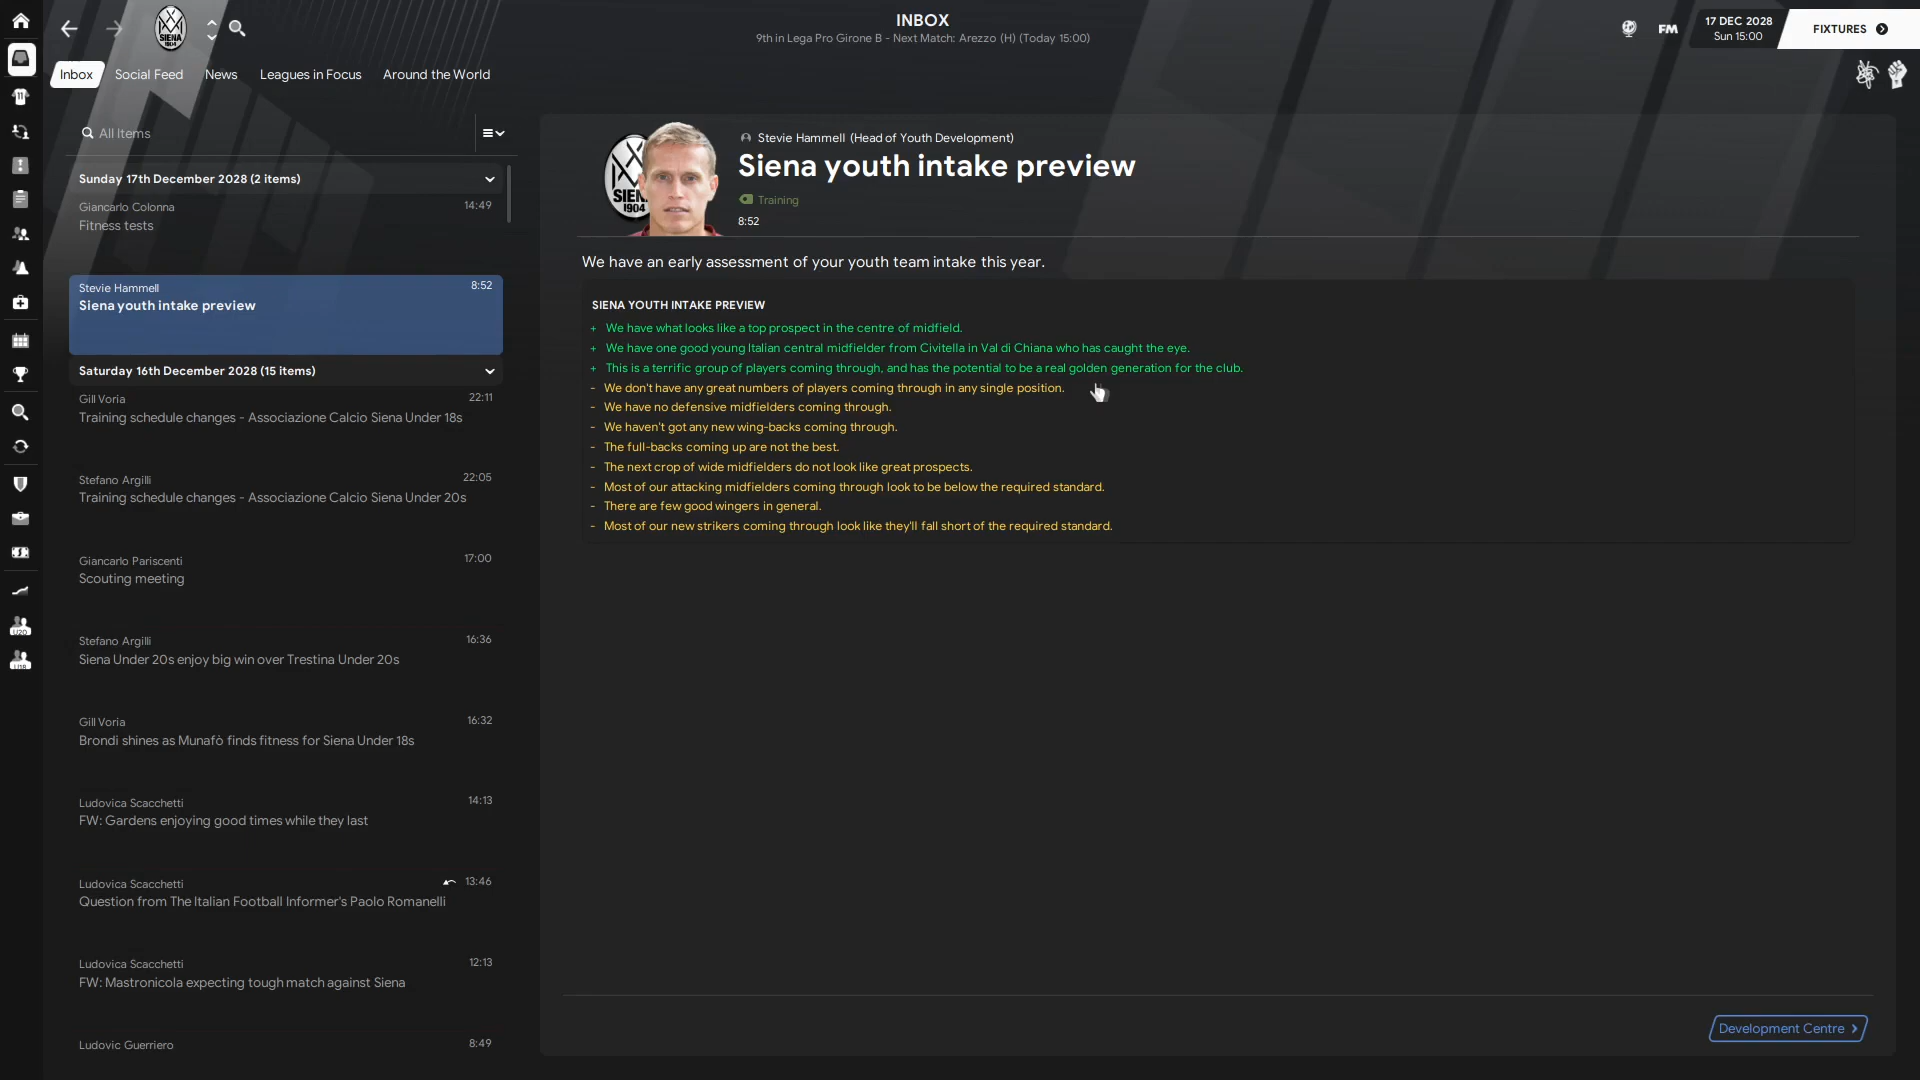 SIENA
1904
INBOX
9th in Lega Pro Girone B - Next Match: Arezzo (H) (Today 15:00)
FM
17 DEC 2028
Sun 15:00
FIXTURES
Inbox
Social Feed
News
Leagues in Focus
Around the World
All Items
Sunday 17th December 2028 (2 items)
Giancarlo Colonna
14:49
Fitness tests
Stevie Hammell
8:52
Siena youth intake preview
Saturday 16th December 2028 (15 items)
Gill Voria
22:11
Training schedule changes - Associazione Calcio Siena Under 18s
Stefano Argilli
22:05
Training schedule changes - Associazione Calcio Siena Under 20s
Giancarlo Pariscenti
17:00
Scouting meeting
Stefano Argilli
16:36
Siena Under 20s enjoy big win over Trestina Under 20s
Gill Voria
16:32
Brondi shines as Munafò finds fitness for Siena Under 18s
Ludovica Scacchetti
14:13
FW: Gardens enjoying good times while they last
Ludovica Scacchetti
13:46
Question from The Italian Football Informer's Paolo Romanelli
Ludovica Scacchetti
12:13
FW: Mastronicola expecting tough match against Siena
Ludovic Guerriero
8:49
U20
U18
11
1904
Stevie Hammell (Head of Youth Development)
Siena youth intake preview
Training
8:52
We have an early assessment of your youth team intake this year.
SIENA YOUTH INTAKE PREVIEW
+ We have what looks like a top prospect in the centre of midfield.
+ We have one good young Italian central midfielder from Civitella in Val di Chiana who has caught the eye.
+ This is a terrific group of players coming through, and has the potential to be a real golden generation for the club.
- We don't have any great numbers of players coming through in any single position.
- We have no defensive midfielders coming through.
- We haven't got any new wing-backs coming through.
- The full-backs coming up are not the best.
- The next crop of wide midfielders do not look like great prospects.
- Most of our attacking midfielders coming through look to be below the required standard.
- There are few good wingers in general.
- Most of our new strikers coming through look like they'll fall short of the required standard.
Development Centre